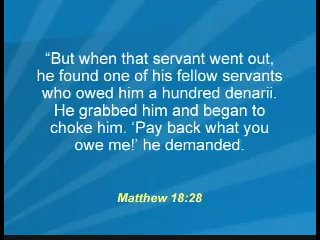 “But when that servant went out,
he found one of his fellow servants
who owed him a hundred denarii.
He grabbed him and began to
choke him. ‘Pay back what you
owe me!’ he demanded.
Matthew 18:28